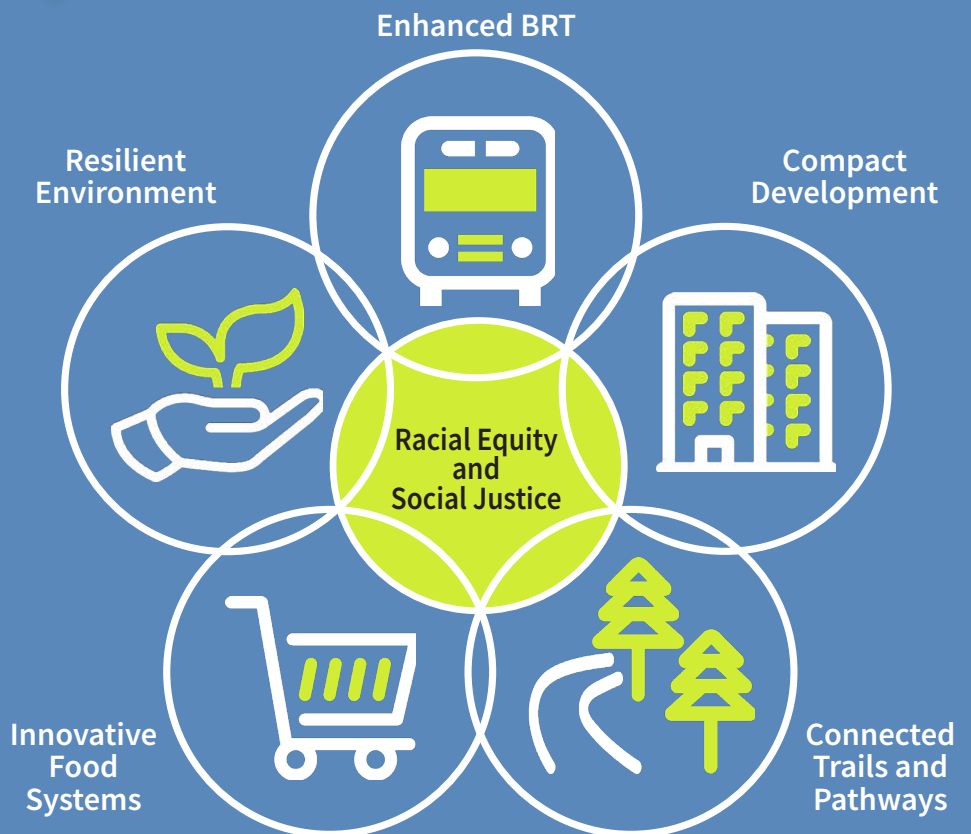 Enhanced BRT
Resilient
Environment
Compact
Development
Racial Equity
and
Social Justice
Innovative
Food
Systems
Connected
Trails and
Pathways